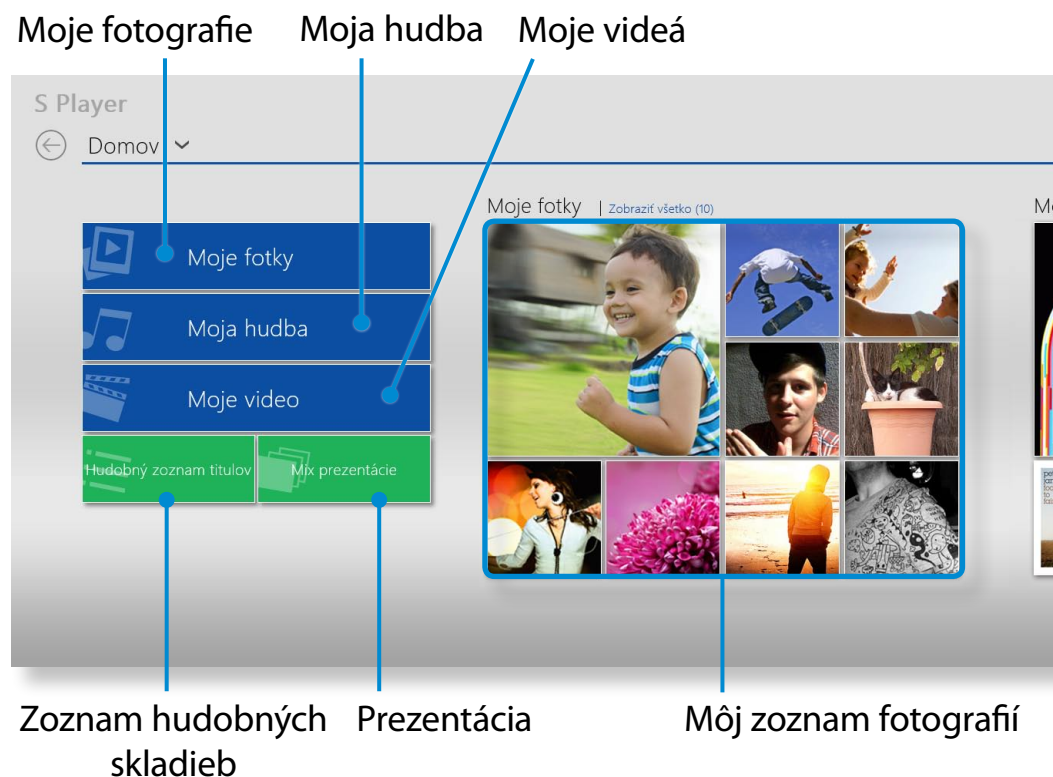 Moje fotografie Moja hudba Moje videá
S Player
Domov
Moje fotky | Zobraziť všetko (10)
Moje fotky
Moja hudba
Moje video
Hudobný zoznam titulov Mix prezentácie
Zoznam hudobných skladieb
Prezentácia
Môj zoznam fotografií